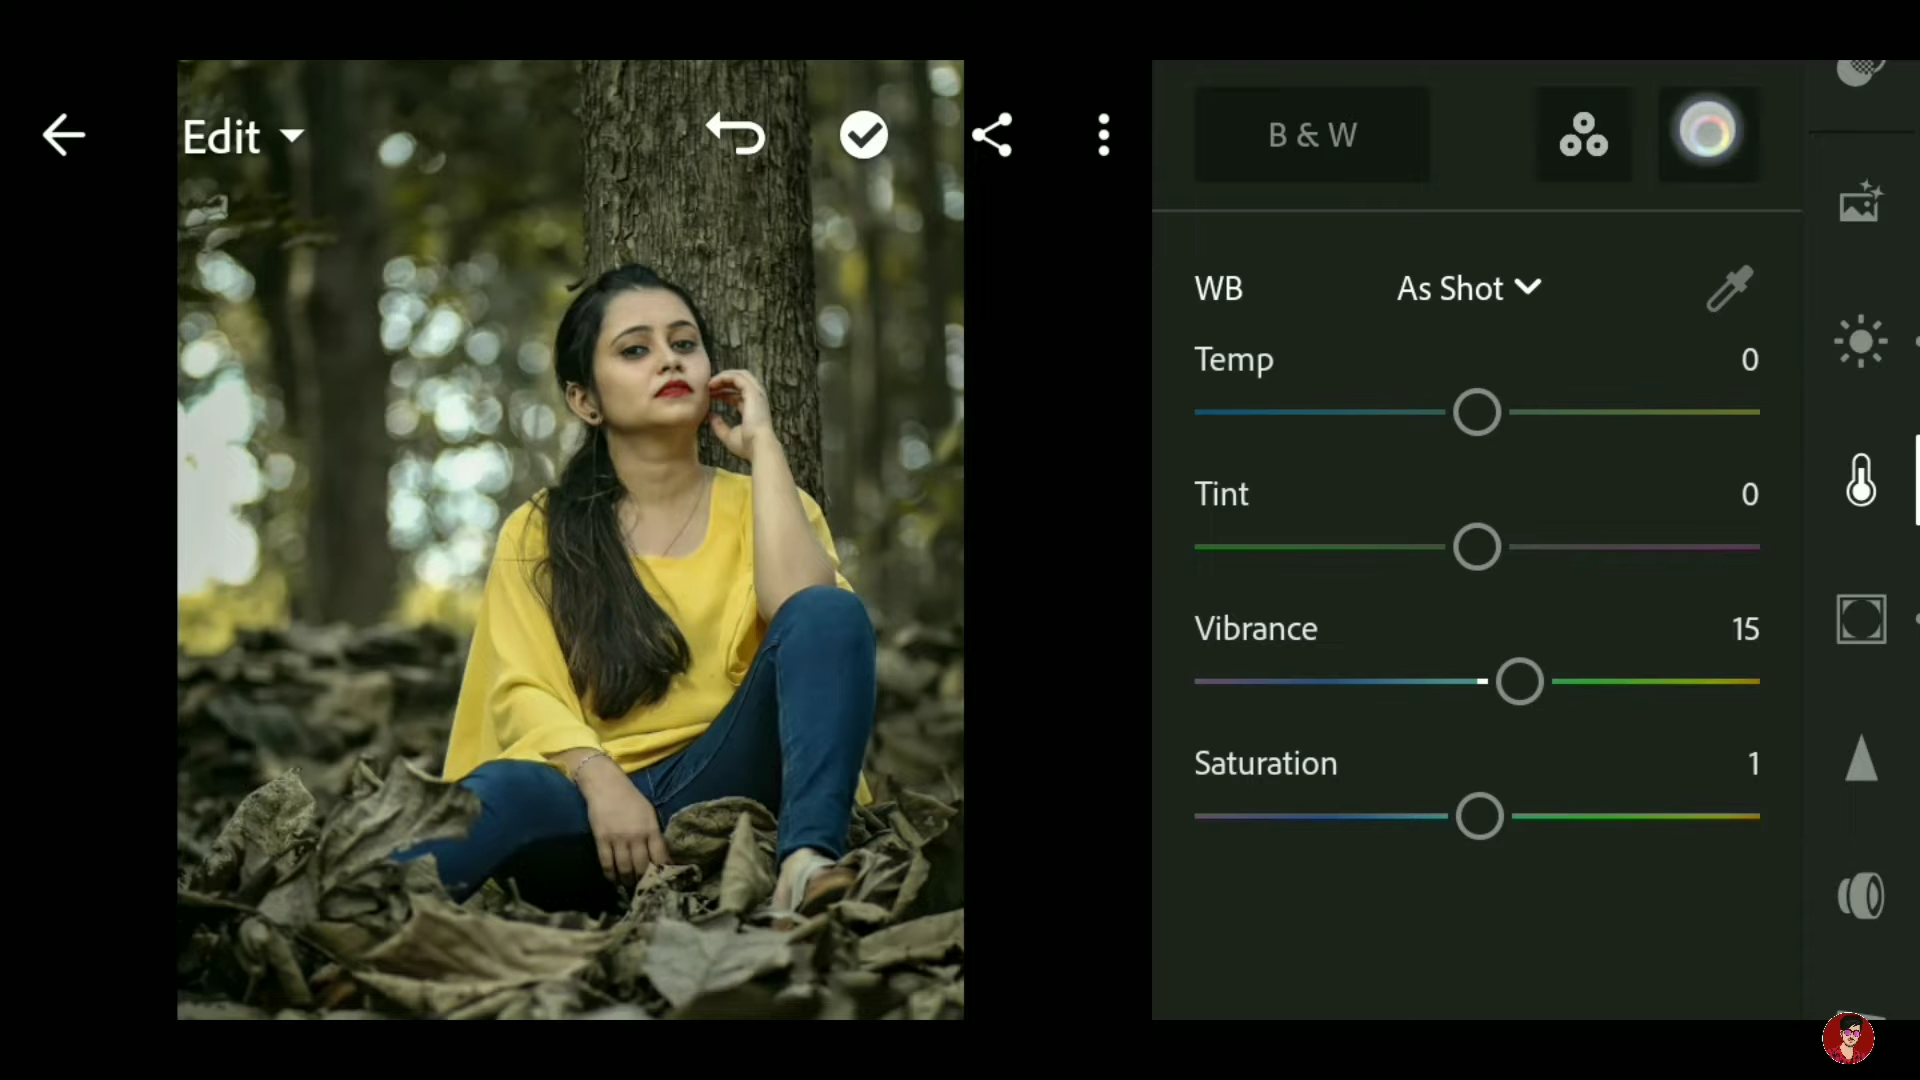 Edit
B & W
WB As Shot
Temp 0
Tint 0
Vibrance 15
Saturation 1